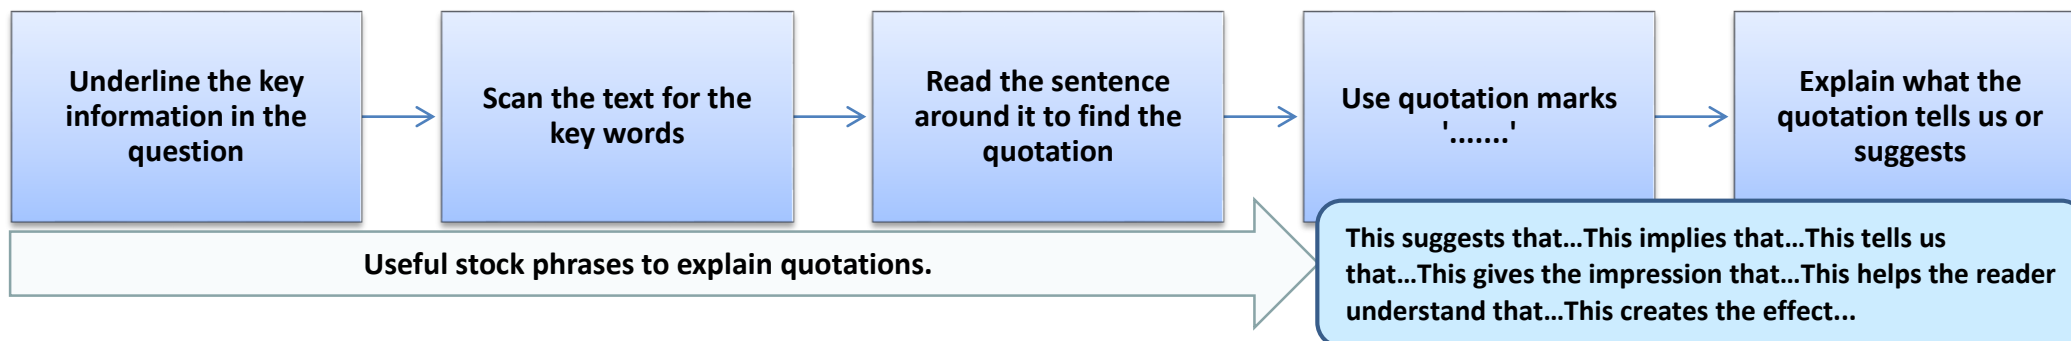 Underline the key
information in the
question
Scan the text for the
key words
Read the sentence
around it to find the
quotation
Use quotation marks
'.......'
Explain what the
quotation tells us or
suggests
Useful stock phrases to explain quotations.
This suggests that...This implies that...This tells us
that...This gives the impression that...This helps the reader
understand that...This creates the effect...